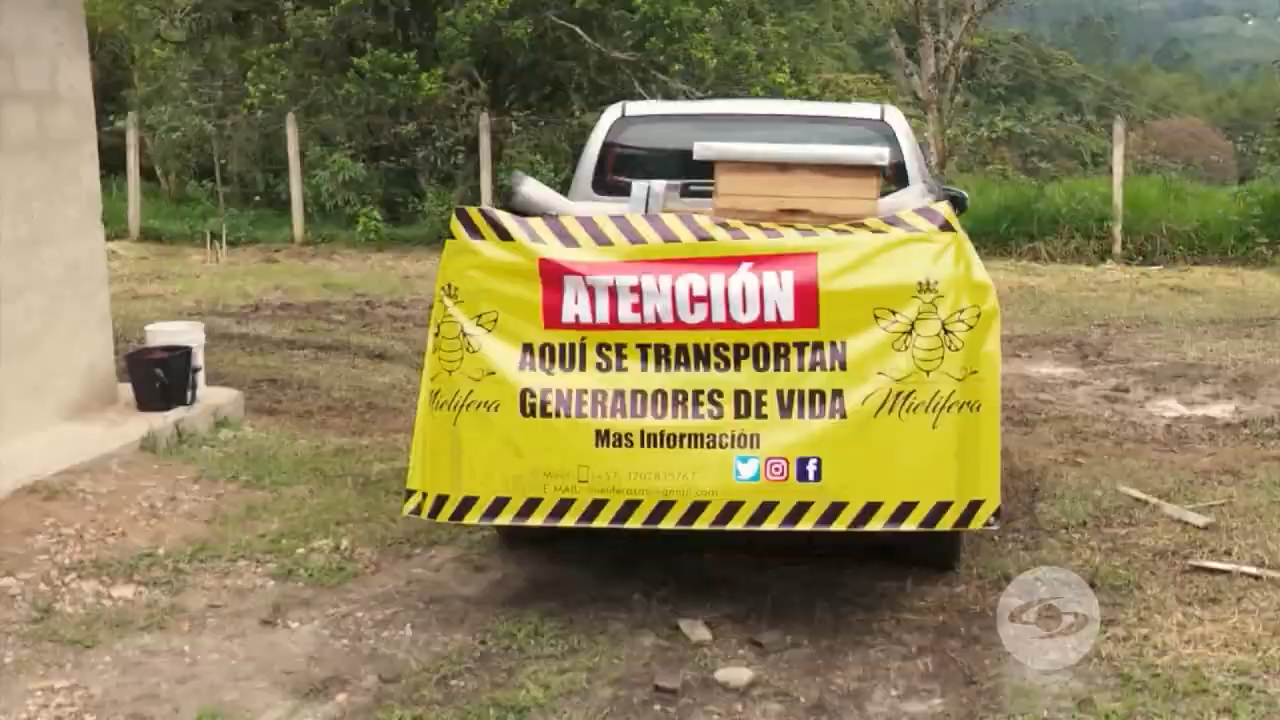 ATENCIÓN
AQUÍ SE TRANSPORTAN
GENERADORES DE VIDA
Mielifera
Mielifera
Mas Información